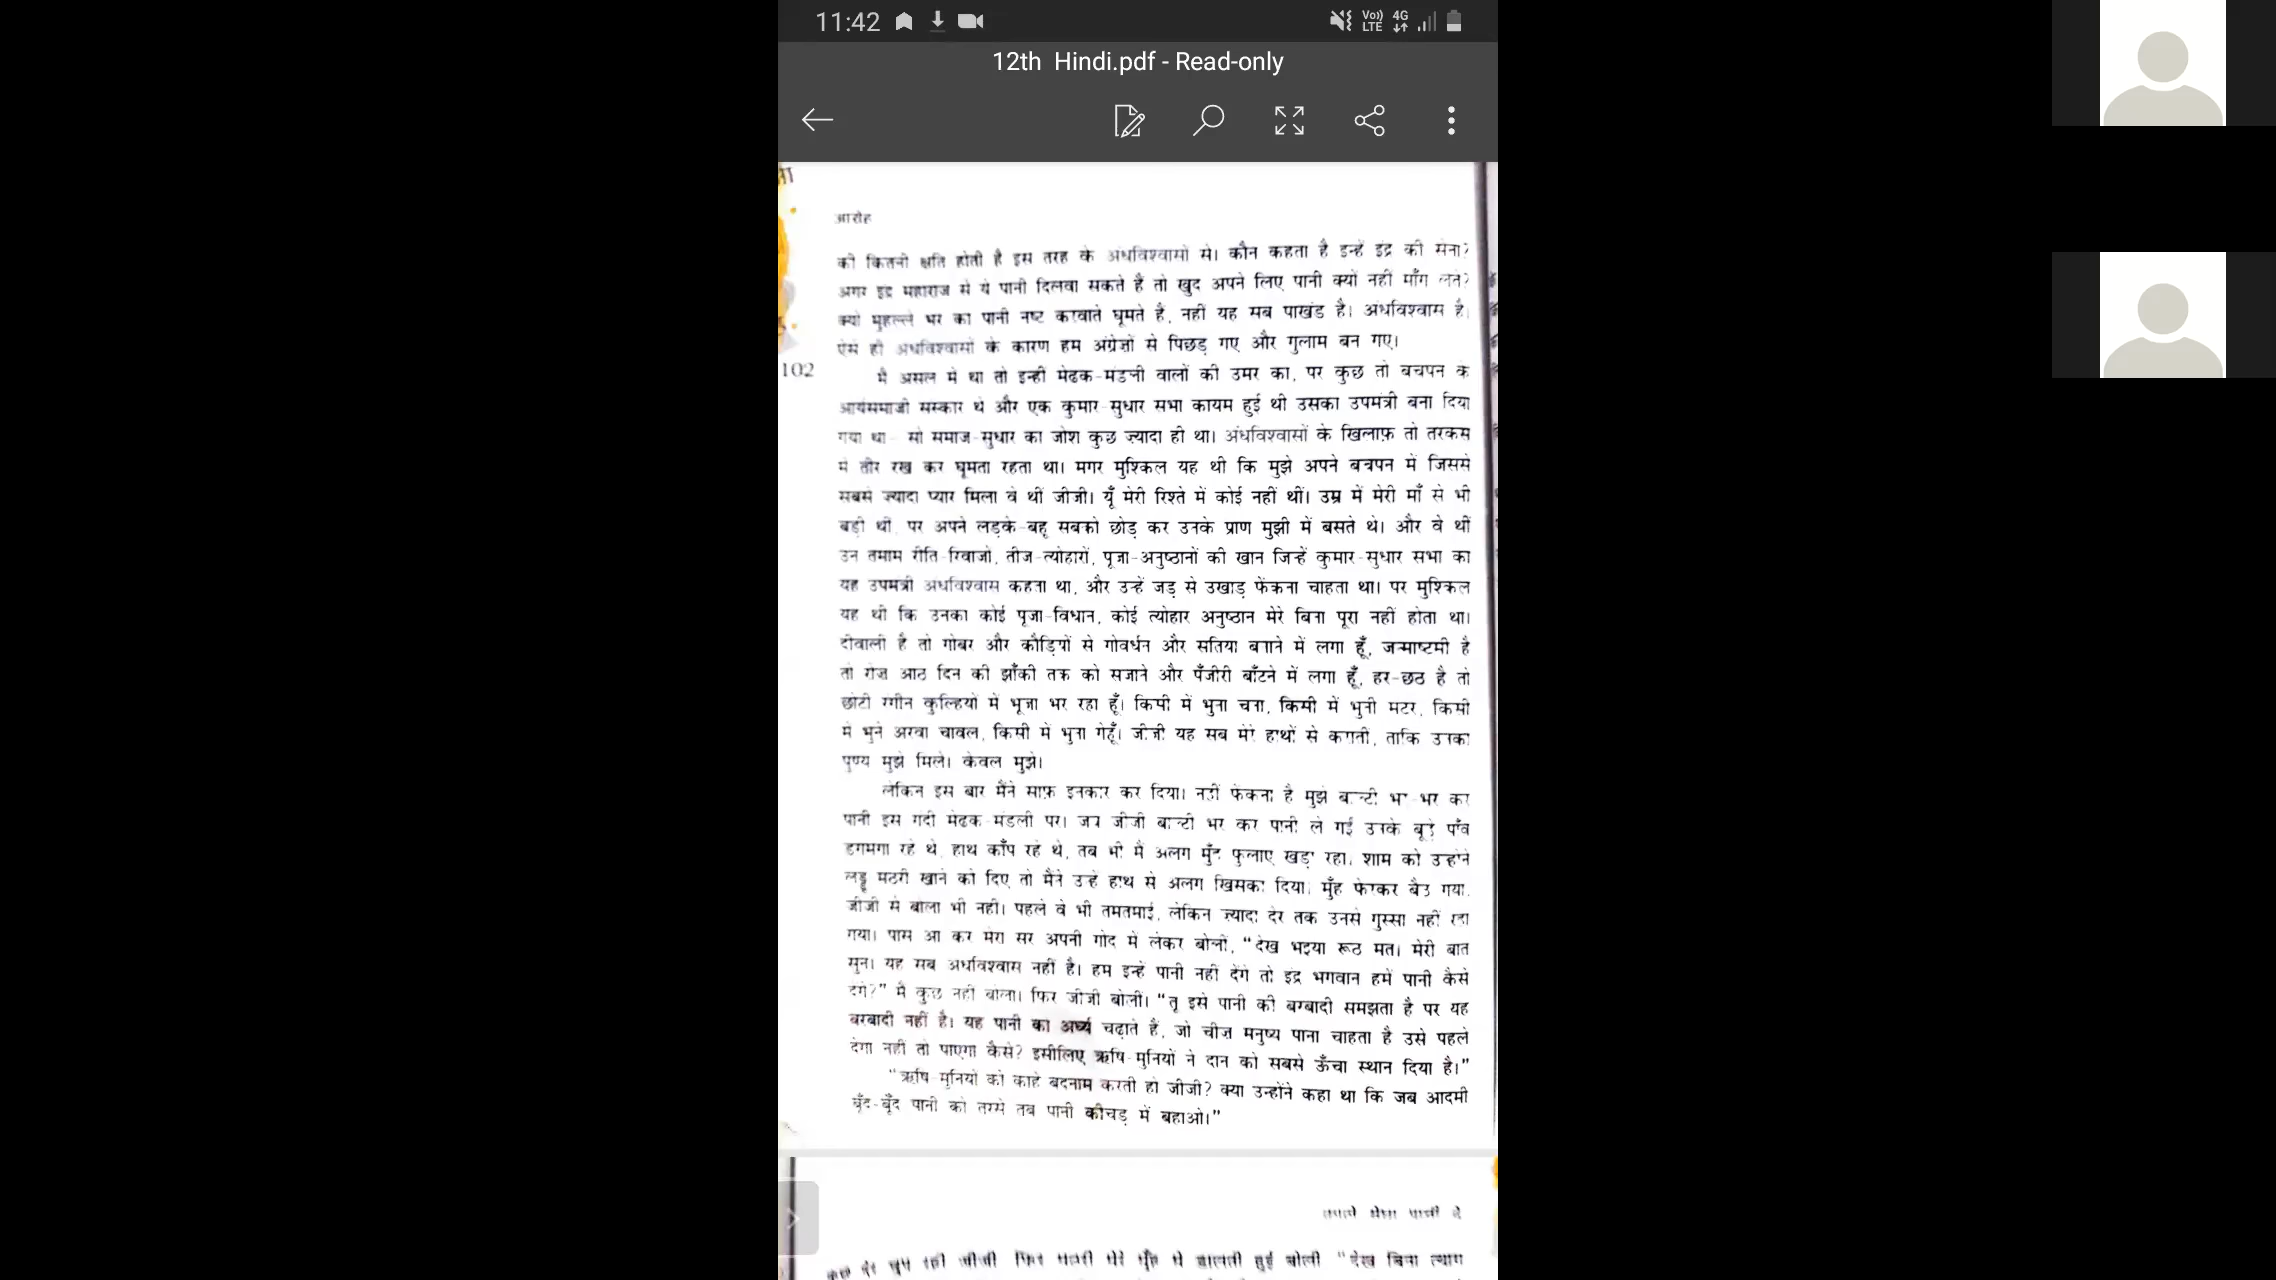 11:42
Vo)) LTE 4G
12th Hindi.pdf - Read-only
आरोह
की कितनी क्षति होती है इस तरह के अंधविश्वासों से। कौन कहता है इन्हें इंद्र की सेना?
अगर इंद्र महाराज से ये पानी दिलवा सकते हैं तो खुद अपने लिए पानी क्यों नहीं माँग लेते?
क्यों मुहल्ले भर का पानी नष्ट करवाते घूमते हैं, नहीं यह सब पाखंड है। अंधविश्वास है।
ऐसे ही अंधविश्वासों के कारण हम अंग्रेज़ों से पिछड़ गए और गुलाम बन गए।
102
मैं असल में था तो इन्हीं मेढक-मंडली वालों की उमर का, पर कुछ तो बचपन के
आर्यसमाजी संस्कार थे और एक कुमार-सुधार सभा कायम हुई थी उसका उपमंत्री बना दिया
गया था- सो समाज-सुधार का जोश कुछ ज़्यादा ही था। अंधविश्वासों के खिलाफ़ तो तरकस
में तीर रख कर घूमता रहता था। मगर मुश्किल यह थी कि मुझे अपने बचपन में जिससे
सबसे ज़्यादा प्यार मिला वे थीं जीजी। यूँ मेरी रिश्ते में कोई नहीं थीं। उम्र में मेरी माँ से भी
बड़ी थीं, पर अपने लड़के-बहू सबको छोड़ कर उनके प्राण मुझी में बसते थे। और वे थीं
उन तमाम रीति-रिवाजों, तीज-त्योहारों, पूजा-अनुष्ठानों की खान जिन्हें कुमार-सुधार सभा का
यह उपमंत्री अंधविश्वास कहता था, और उन्हें जड़ से उखाड़ फेंकना चाहता था। पर मुश्किल
यह थी कि उनका कोई पूजा-विधान, कोई त्योहार अनुष्ठान मेरे बिना पूरा नहीं होता था।
दीवाली है तो गोबर और कौड़ियों से गोवर्धन और सतिया बनाने में लगा हूँ, जन्माष्टमी है
तो रोज़ आठ दिन की झाँकी तक को सजाने और पँजीरी बाँटने में लगा हूँ, हर-छठ है तो
छोटी रंगीन कुल्हियों में भूजा भर रहा हूँ। किसी में भुना चना, किसी में भुनी मटर, किसी
में भुने अरवा चावल, किसी में भुना गेहूँ। जीजी यह सब मेरे हाथों से करातीं, ताकि उनका
पुण्य मुझे मिले। केवल मुझे।
लेकिन इस बार मैंने साफ़ इनकार कर दिया। नहीं फेंकना है मुझे बाल्टी भर-भर कर
पानी इस गंदी मेढक-मंडली पर। जब जीजी बाल्टी भर कर पानी ले गईं उनके बूढ़े पाँव
डगमगा रहे थे, हाथ काँप रहे थे, तब भी मैं अलग मुँह फुलाए खड़ा रहा। शाम को उन्होंने
लड्डू मठरी खाने को दिए तो मैंने उन्हें हाथ से अलग खिसका दिया। मुँह फेरकर बैठ गया,
जीजी से बोला भी नहीं। पहले वे भी तमतमाईं, लेकिन ज़्यादा देर तक उनसे गुस्सा नहीं रहा
गया। पास आ कर मेरा सर अपनी गोद में लेकर बोलीं, “देख भइया रूठ मत। मेरी बात
सुन। यह सब अंधविश्वास नहीं है। हम इन्हें पानी नहीं देंगे तो इंद्र भगवान हमें पानी कैसे
देंगे?” मैं कुछ नहीं बोला। फिर जीजी बोलीं। “तू इसे पानी की बरबादी समझता है पर यह
बरबादी नहीं है। यह पानी का अर्घ्य चढ़ाते हैं, जो चीज़ मनुष्य पाना चाहता है उसे पहले
देगा नहीं तो पाएगा कैसे? इसीलिए ऋषि-मुनियों ने दान को सबसे ऊँचा स्थान दिया है।”
“ऋषि-मुनियों को काहे बदनाम करती हो जीजी? क्या उन्होंने कहा था कि जब आदमी
बूँद-बूँद पानी को तरसे तब पानी कीचड़ में बहाओ।”
पानी दे
कुछ देर चुप रही जीजी फिर मठरी मेरे मुँह में डालती हुई बोलीं “देख बिना त्याग